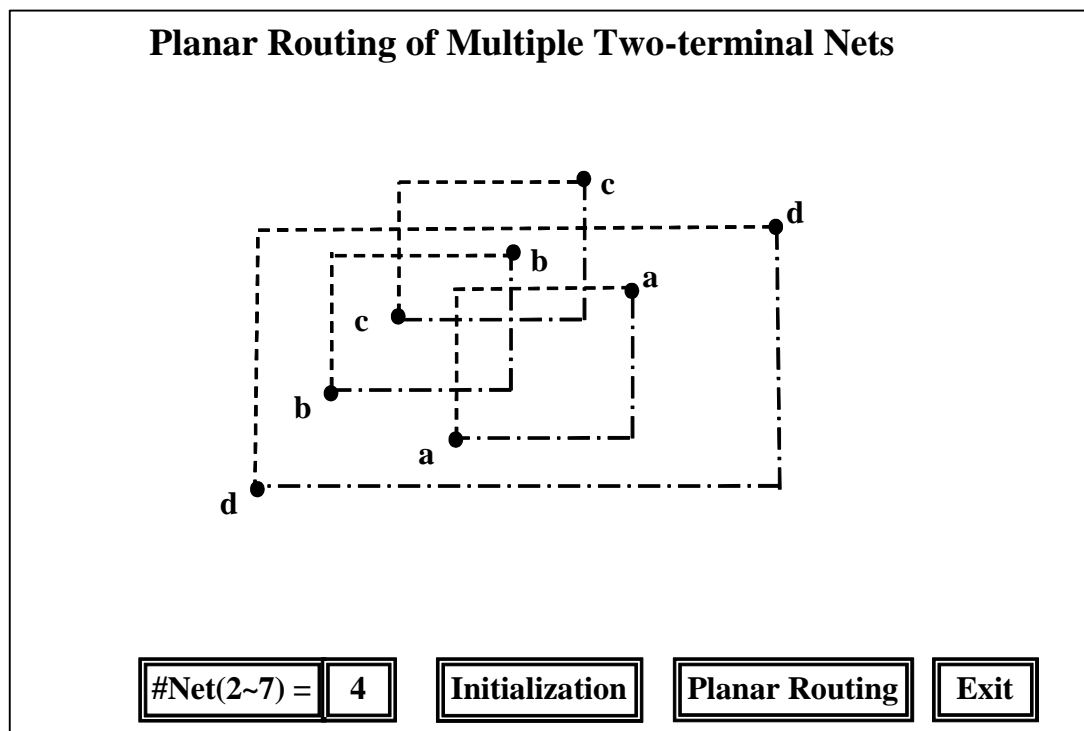 Planar Routing of Multiple Two-terminal Nets
c
d
b
a
c
b
a
d
#Net(2~7) = 4 Initialization Planar Routing Exit